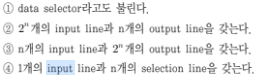 ① data selector라고도 불린다.
② 2ⁿ개의 input line과 n개의 output line을 갖는다.
③ n개의 input line과 2ⁿ개의 output line을 갖는다.
④ 1개의 input line과 n개의 selection line을 갖는다.